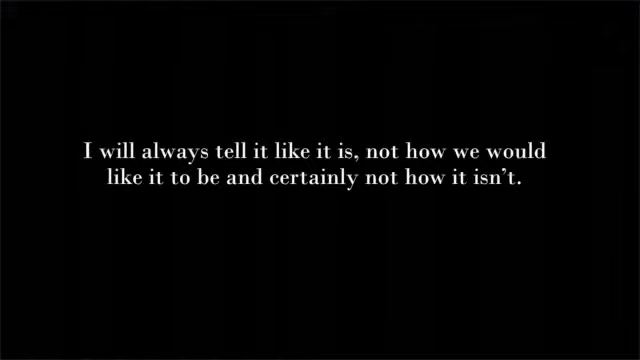 I will always tell it like it is, not how we would
like it to be and certainly not how it isn’t.